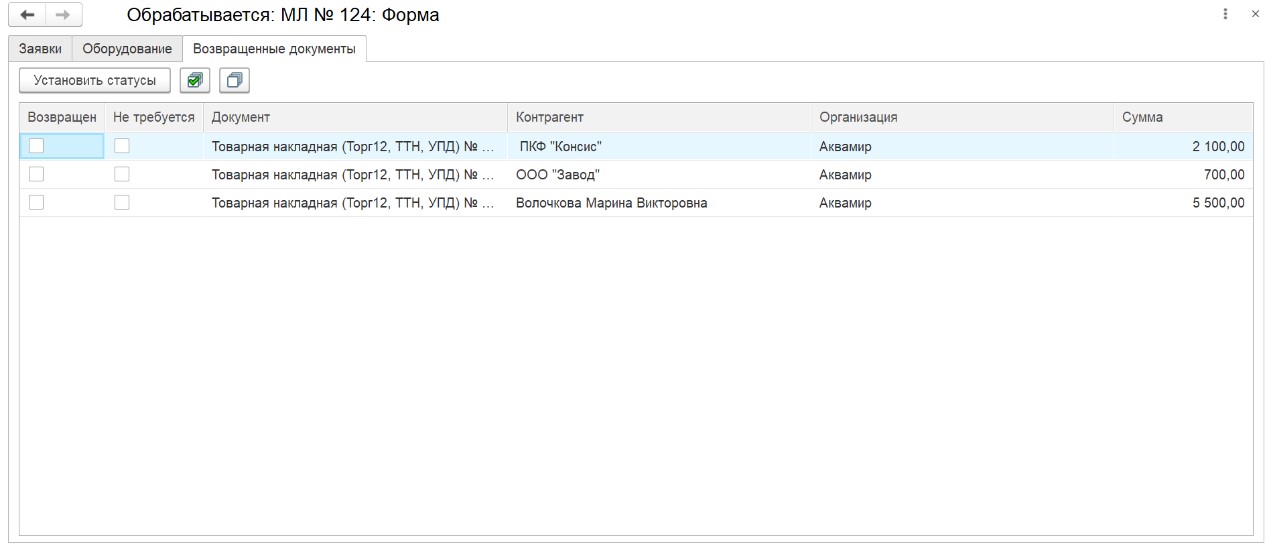 Обрабатывается: МЛ № 124: Форма
Заявки Оборудование Возвращенные документы
Установить статусы
Возвращен Не требуется Документ Контрагент Организация Сумма
Товарная накладная (Торг12, ТТН, УПД) № ... ПКФ "Консис" Аквамир 2 100,00
Товарная накладная (Торг12, ТТН, УПД) № ... ООО "Завод" Аквамир 700,00
Товарная накладная (Торг12, ТТН, УПД) № ... Волочкова Марина Викторовна Аквамир 5 500,00